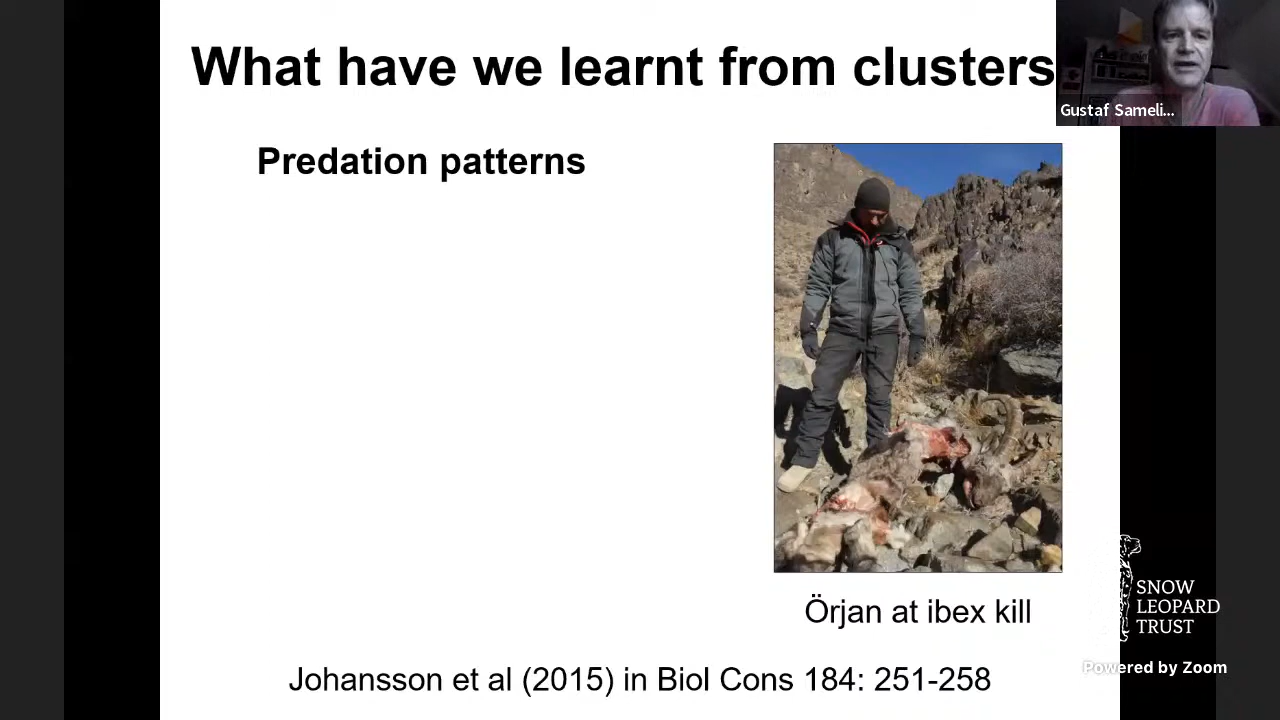 What have we learnt from clusters
Gustaf Sameli...
Predation patterns
Örjan at ibex kill
SNOW
LEOPARD
TRUST
Powered by Zoom
Johansson et al (2015) in Biol Cons 184: 251-258